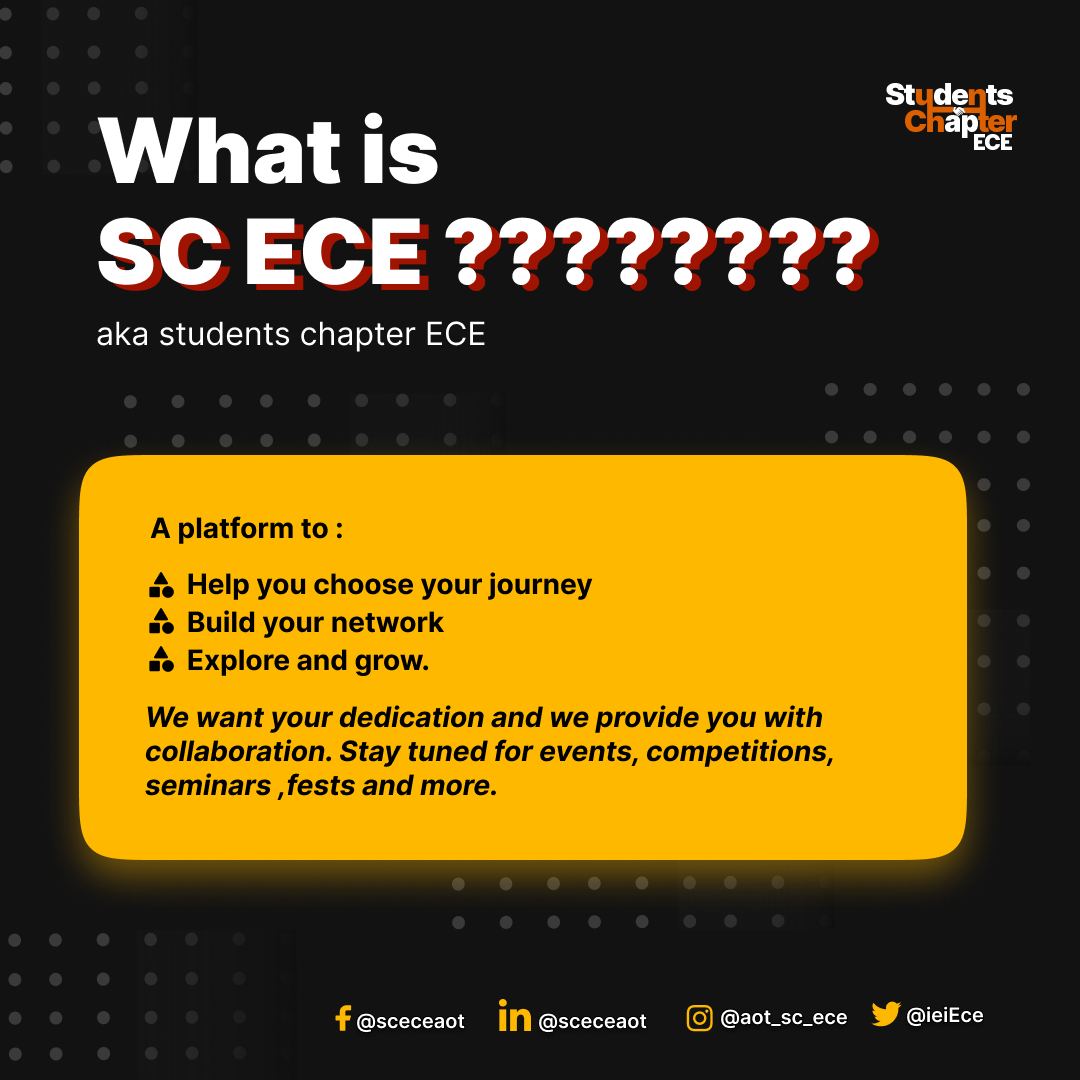 Students
Chapter
ECE
What is
SC ECE ????????
aka students chapter ECE
A platform to :
Help you choose your journey
Build your network
Explore and grow.
We want your dedication and we provide you with
collaboration. Stay tuned for events, competitions,
seminars ,fests and more.
@sceceaot @sceceaot @aot_sc_ece @ieiEce